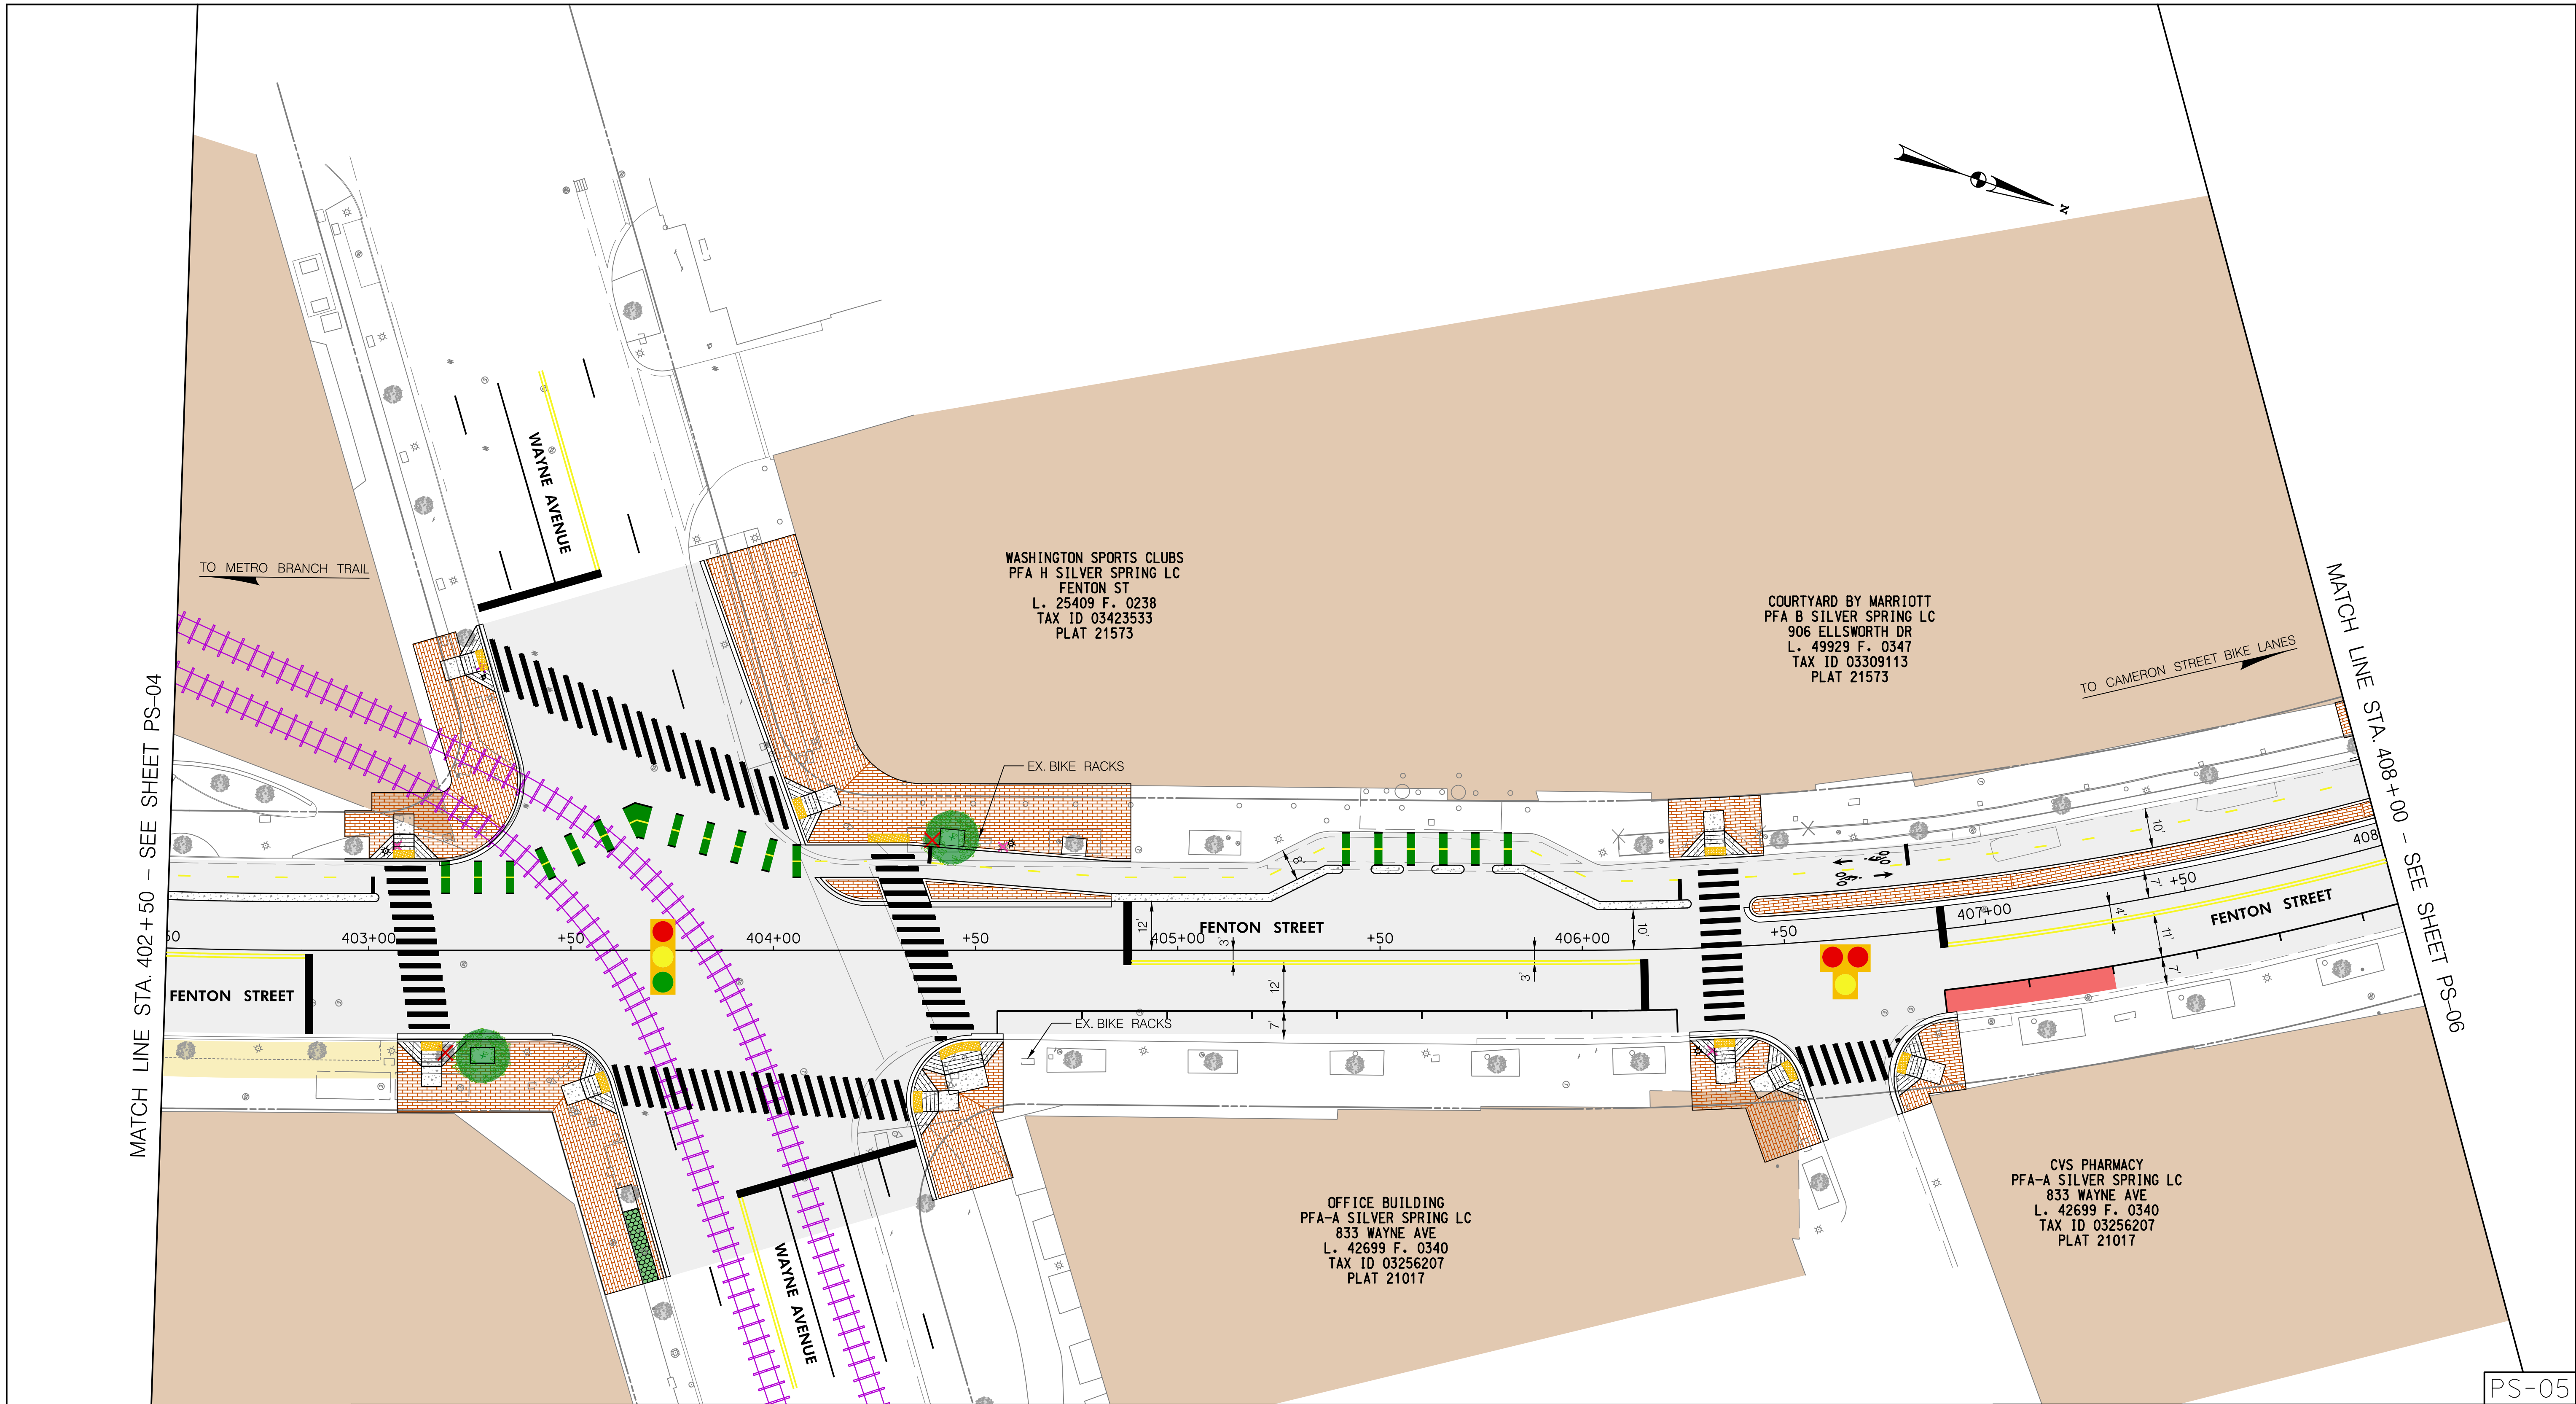 N
WAYNE AVENUE
TO METRO BRANCH TRAIL
WASHINGTON SPORTS CLUBS
PFA H SILVER SPRING LC
FENTON ST
L. 25409 F. 0238
TAX ID 03423533
PLAT 21573
COURTYARD BY MARRIOTT
PFA B SILVER SPRING LC
906 ELLSWORTH DR
L. 49929 F. 0347
TAX ID 03309113
PLAT 21573
TO CAMERON STREET BIKE LANES
MATCH LINE STA. 402+50 - SEE SHEET PS-04
MATCH LINE STA. 408+00 - SEE SHEET PS-06
EX. BIKE RACKS
8'
10'
7'
4'
11'
7'
408
+50
407+00
FENTON STREET
50
403+00
+50
404+00
+50
405+00
+50
406+00
+50
12'
FENTON STREET
3'
10'
12'
3'
7'
FENTON STREET
EX. BIKE RACKS
OFFICE BUILDING
PFA-A SILVER SPRING LC
833 WAYNE AVE
L. 42699 F. 0340
TAX ID 03256207
PLAT 21017
CVS PHARMACY
PFA-A SILVER SPRING LC
833 WAYNE AVE
L. 42699 F. 0340
TAX ID 03256207
PLAT 21017
WAYNE AVENUE
PS-05